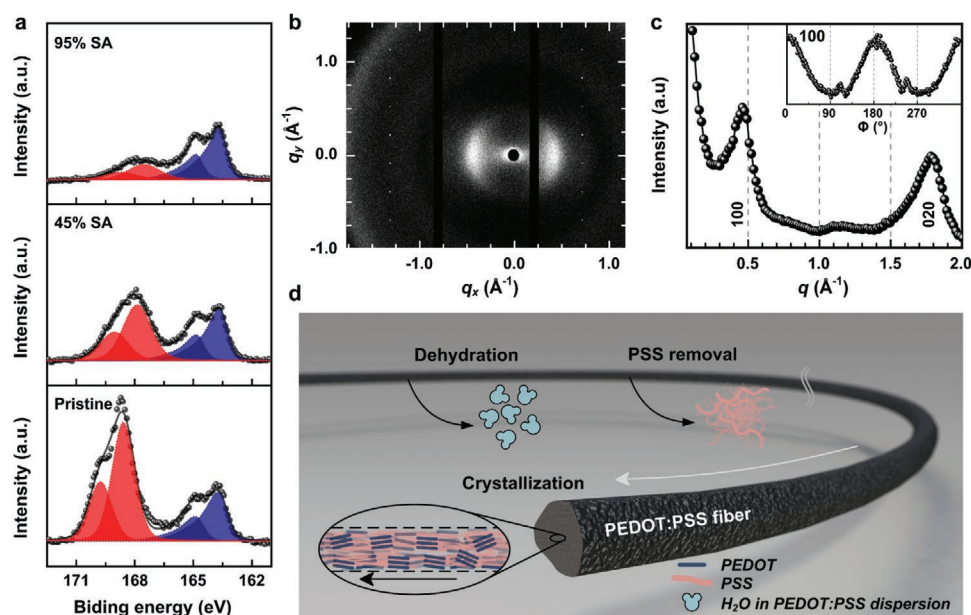 a
95% SA
Intensity (a.u.)
45% SA
Intensity (a.u.)
Pristine
Intensity (a.u.)
171 168 165 162
Biding energy (eV)
b
1.0
0.0
-1.0
qy (Å-1)
-1.0 0.0 1.0
qx (Å-1)
c
Intensity (a.u)
100
0 90 180 270
Φ (°)
100
020
0.5 1.0 1.5 2.0
q (Å-1)
d
Dehydration
PSS removal
Crystallization
PEDOT:PSS fiber
PEDOT
PSS
H2O in PEDOT:PSS dispersion